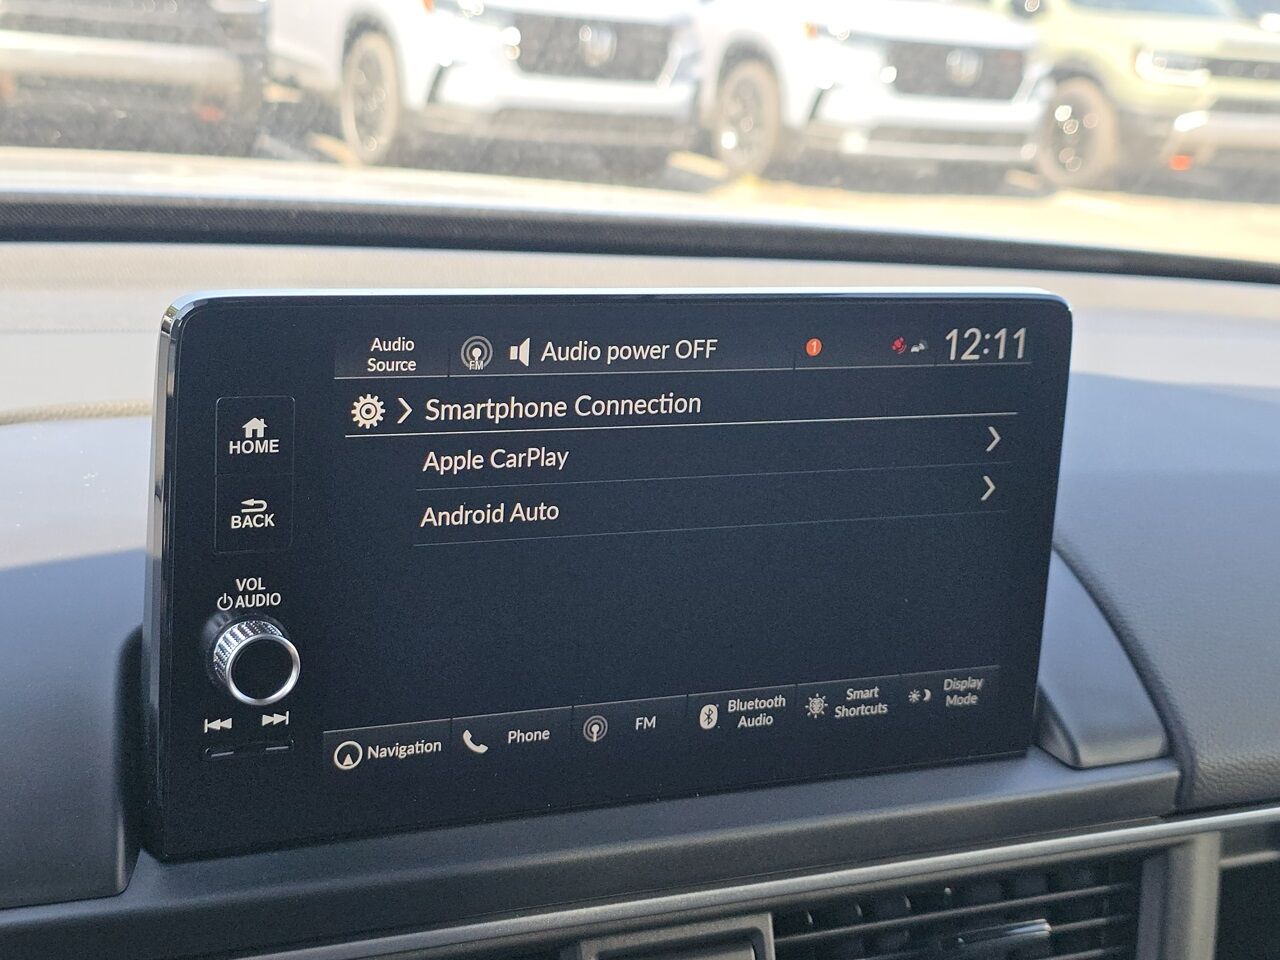 Audio
Source
FM
Audio power OFF
1
12:11
Smartphone Connection
Apple CarPlay
Android Auto
HOME
BACK
VOL
AUDIO
Navigation
Phone
FM
Bluetooth
Audio
Smart
Shortcuts
Display
Mode